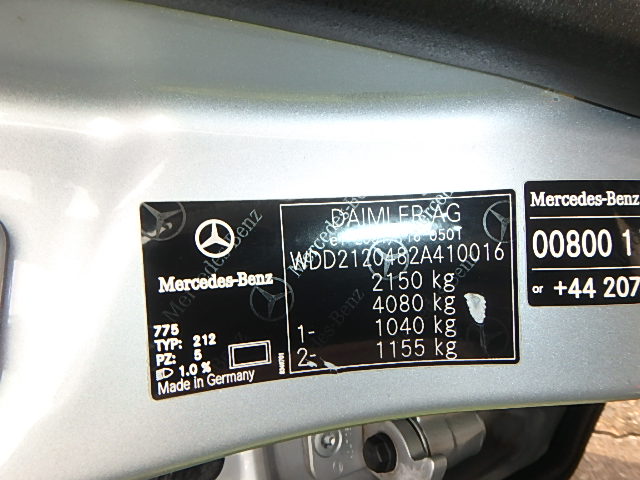 DAIMLER AG
WDD2120482A410016
2150 kg
4080 kg
1- 1040 kg
2- 1155 kg
Mercedes-Benz
775
TYP: 212
PZ: 5
1.0 %
Made in Germany
Mercedes-Benz
00800 1
or +44 207